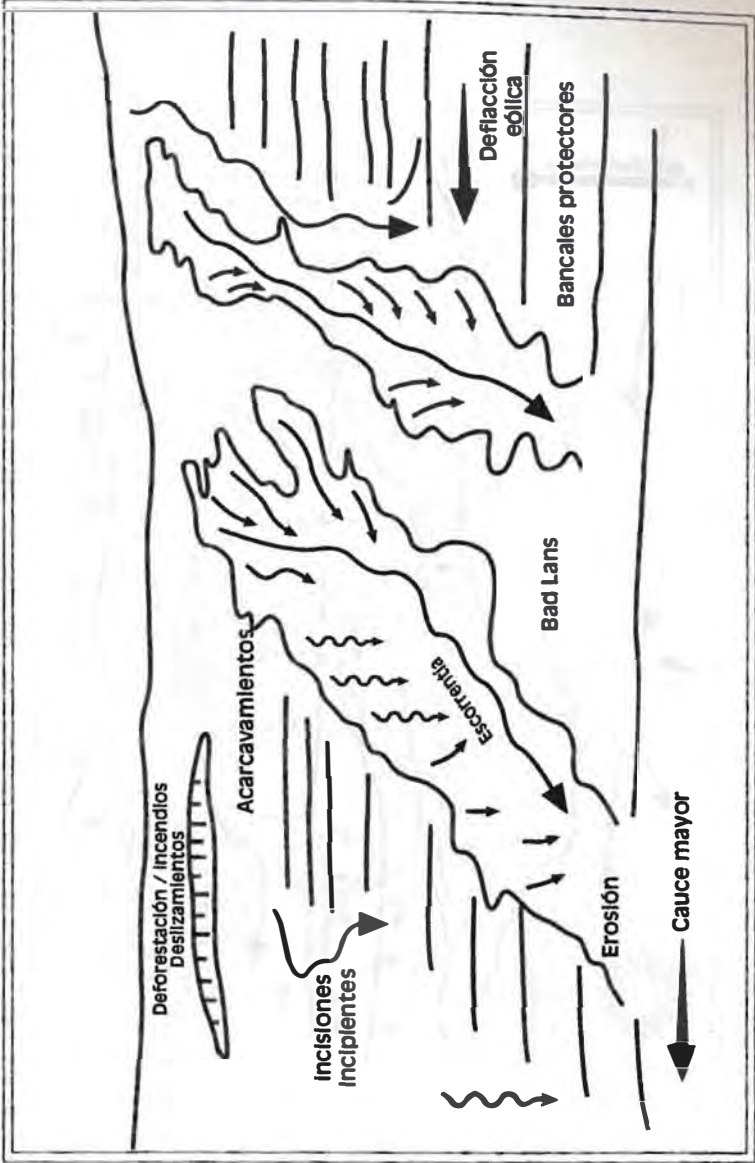 Deforestación / Incendios
Deslizamientos
Acarcavamientos
incisiones
incipientes
Escorrentía
Erosión
Cauce mayor
Bad Lans
Deflacción
eólica
Bancales protectores